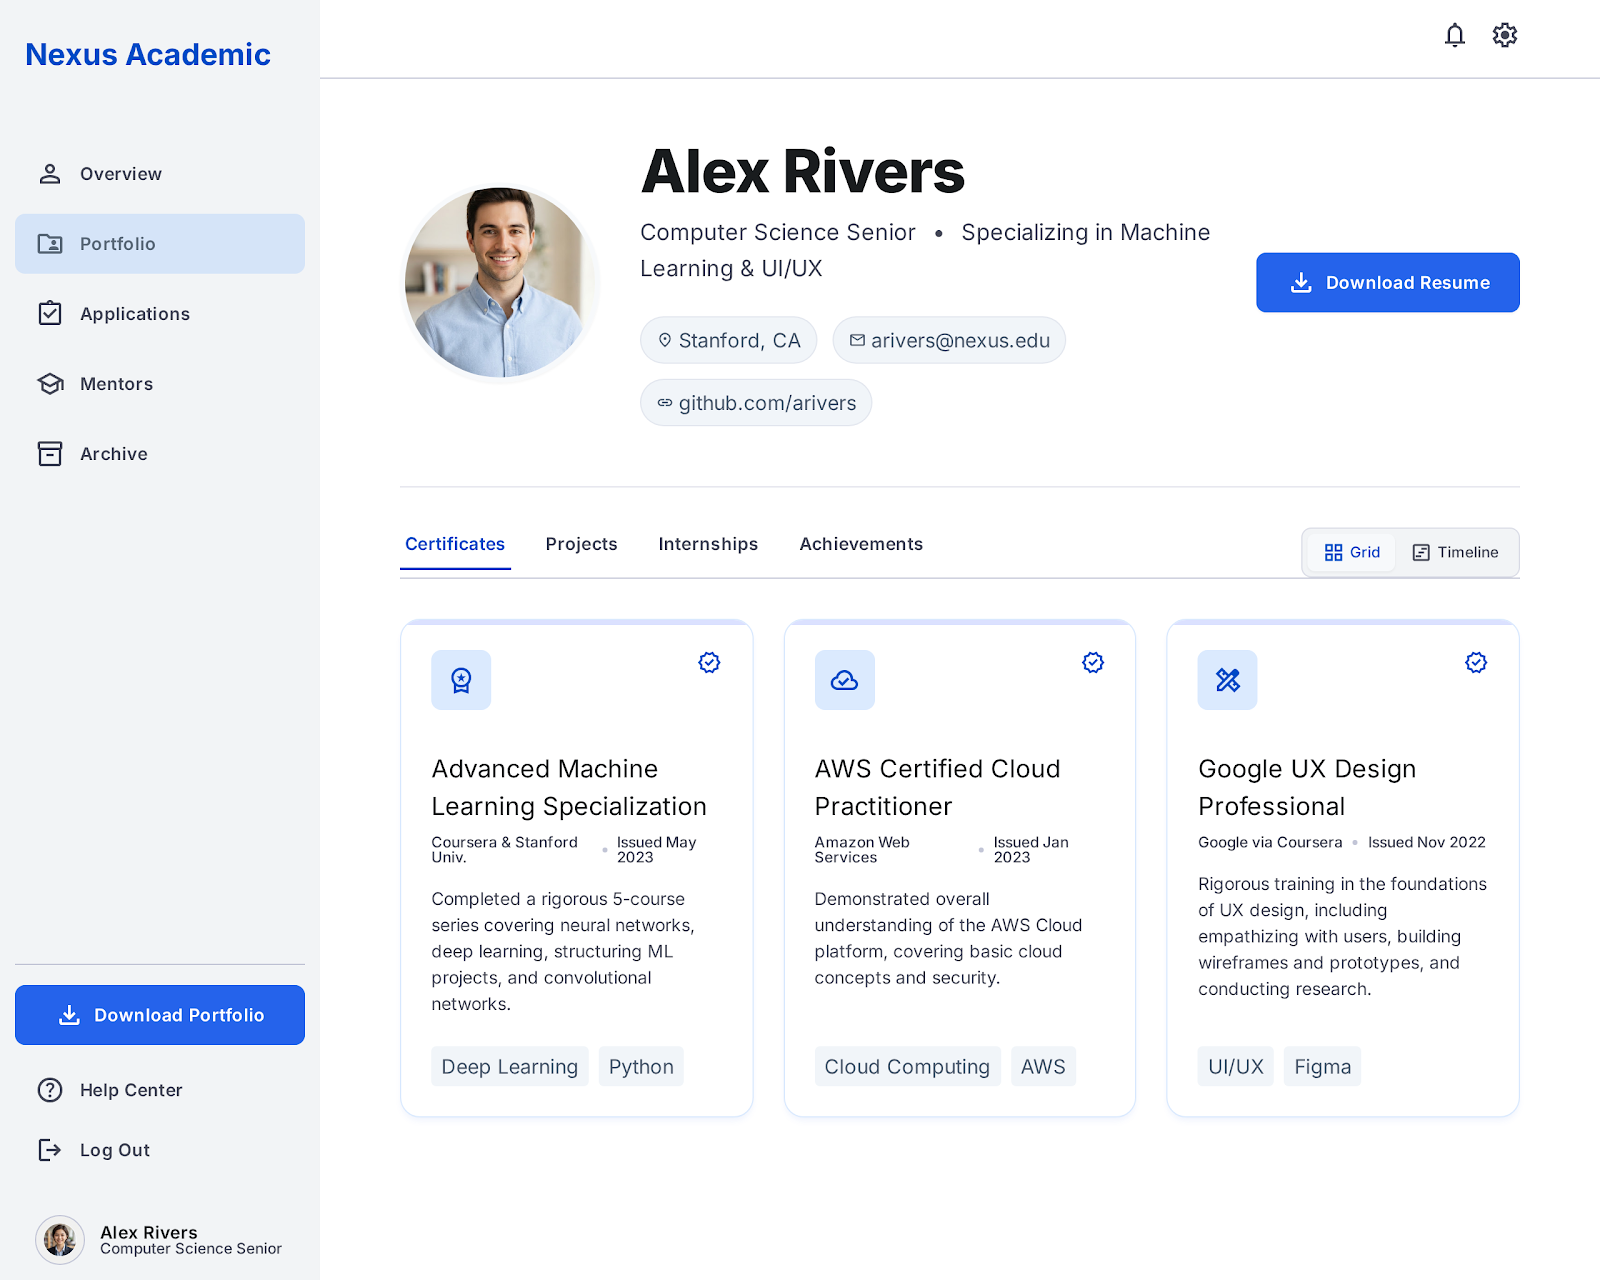 Nexus Academic
Overview
Portfolio
Applications
Mentors
Archive
Download Portfolio
Help Center
Log Out
Alex Rivers
Computer Science Senior
Alex Rivers
Computer Science Senior • Specializing in Machine
Learning & UI/UX
Stanford, CA
arivers@nexus.edu
github.com/arivers
Download Resume
Certificates
Projects
Internships
Achievements
Grid
Timeline
Advanced Machine
Learning Specialization
Coursera & Stanford
Univ.
• Issued May
2023
Completed a rigorous 5-course
series covering neural networks,
deep learning, structuring ML
projects, and convolutional
networks.
Deep Learning
Python
AWS Certified Cloud
Practitioner
Amazon Web
Services
• Issued Jan
2023
Demonstrated overall
understanding of the AWS Cloud
platform, covering basic cloud
concepts and security.
Cloud Computing
AWS
Google UX Design
Professional
Google via Coursera • Issued Nov 2022
Rigorous training in the foundations
of UX design, including
empathizing with users, building
wireframes and prototypes, and
conducting research.
UI/UX
Figma